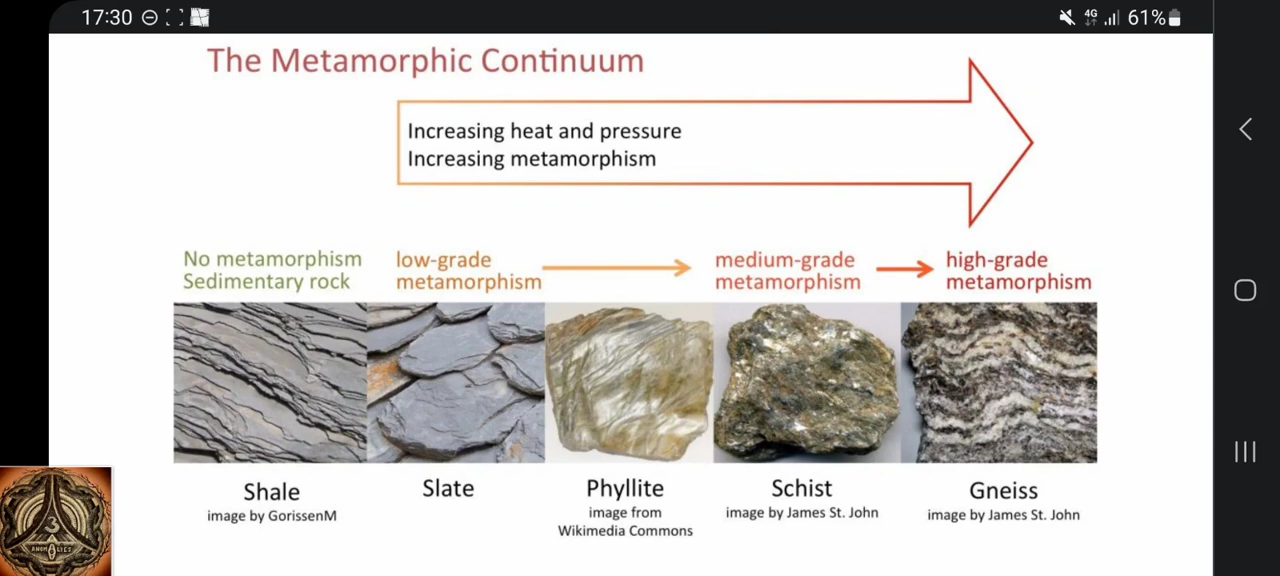 17:30
4G
61%
The Metamorphic Continuum
Increasing heat and pressure
Increasing metamorphism
No metamorphism
Sedimentary rock
low-grade
metamorphism
medium-grade
metamorphism
high-grade
metamorphism
Shale
image by GorissenM
Slate
Phyllite
image from
Wikimedia Commons
Schist
image by James St. John
Gneiss
image by James St. John
3
ANOMALIES